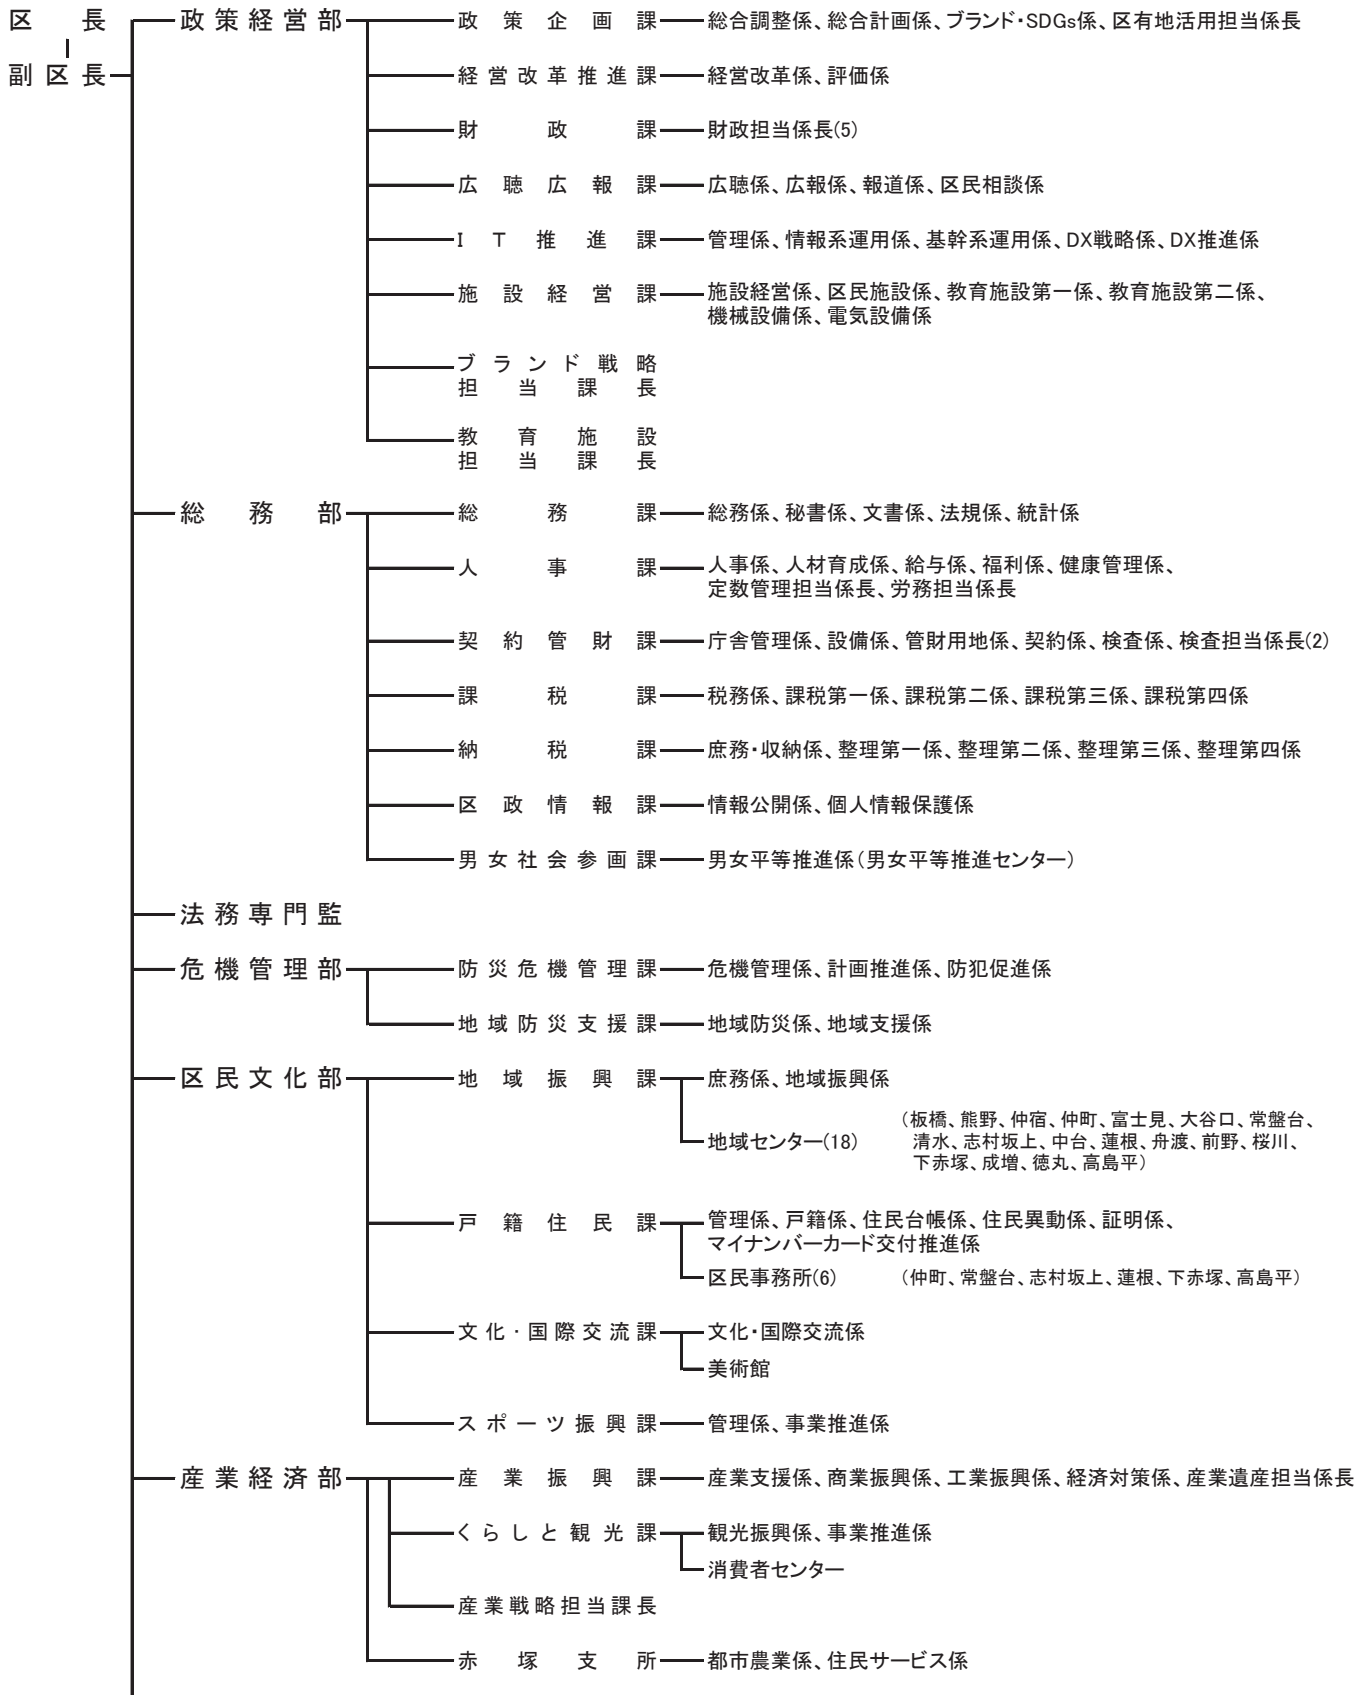 区長 政策経営部 政策企画課 総合調整係、総合計画係、ブランド・SDGs係、区有地活用担当係長
副区長 経営改革推進課 経営改革係、評価係
財政課 財政担当係長(5)
広聴広報課 広聴係、広報係、報道係、区民相談係
IT推進課 管理係、情報系運用係、基幹系運用係、DX戦略係、DX推進係
施設経営課 施設経営係、区民施設係、教育施設第一係、教育施設第二係、
機械設備係、電気設備係
ブランド戦略
担当課長
教育施設
担当課長
総務部 総務課 総務係、秘書係、文書係、法規係、統計係
人事課 人事係、人材育成係、給与係、福利係、健康管理係、
定数管理担当係長、労務担当係長
契約管財課 庁舎管理係、設備係、管財用地係、契約係、検査係、検査担当係長(2)
課税課 税務係、課税第一係、課税第二係、課税第三係、課税第四係
納税課 庶務・収納係、整理第一係、整理第二係、整理第三係、整理第四係
区政情報課 情報公開係、個人情報保護係
男女社会参画課 男女平等推進係(男女平等推進センター)
法務専門監
危機管理部 防災危機管理課 危機管理係、計画推進係、防犯促進係
地域防災支援課 地域防災係、地域支援係
区民文化部 地域振興課 庶務係、地域振興係
地域センター(18) (板橋、熊野、仲宿、仲町、富士見、大谷口、常盤台、
清水、志村坂上、中台、蓮根、舟渡、前野、桜川、
下赤塚、成増、徳丸、高島平)
戸籍住民課 管理係、戸籍係、住民台帳係、住民異動係、証明係、
マイナンバーカード交付推進係
区民事務所(6) (仲町、常盤台、志村坂上、蓮根、下赤塚、高島平)
文化・国際交流課 文化・国際交流係
美術館
スポーツ振興課 管理係、事業推進係
産業経済部 産業振興課 産業支援係、商業振興係、工業振興係、経済対策係、産業遺産担当係長
くらしと観光課 観光振興係、事業推進係
消費者センター
産業戦略担当課長
赤塚支所 都市農業係、住民サービス係